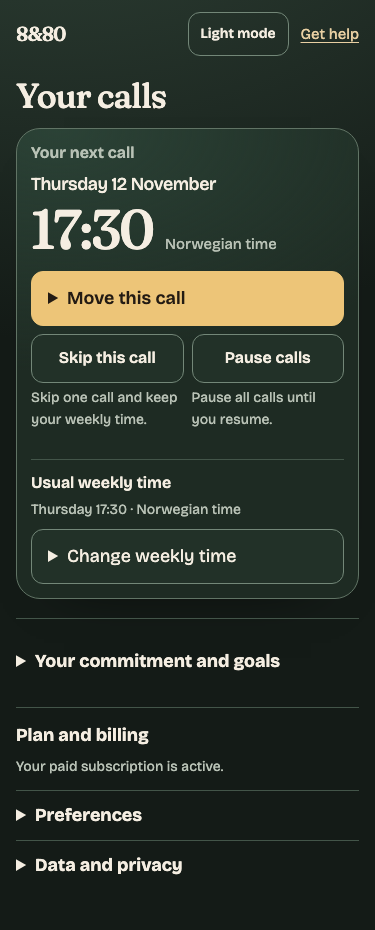 8&80
Light mode
Get help
Your calls
Your next call
Thursday 12 November
17:30 Norwegian time
Move this call
Skip this call
Pause calls
Skip one call and keep
your weekly time.
Pause all calls until
you resume.
Usual weekly time
Thursday 17:30 · Norwegian time
Change weekly time
Your commitment and goals
Plan and billing
Your paid subscription is active.
Preferences
Data and privacy